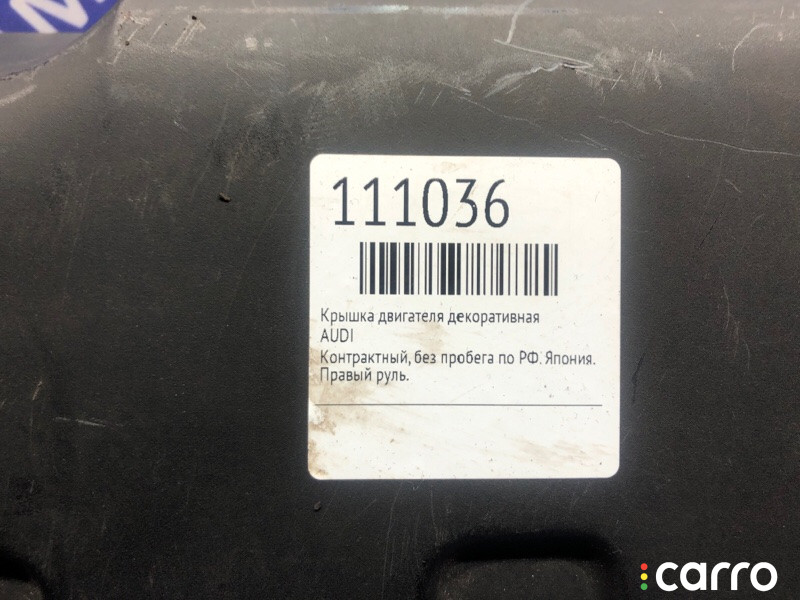 111036
Крышка двигателя декоративная
AUDI
Контрактный, без пробега по РФ. Япония.
Правый руль.
carro